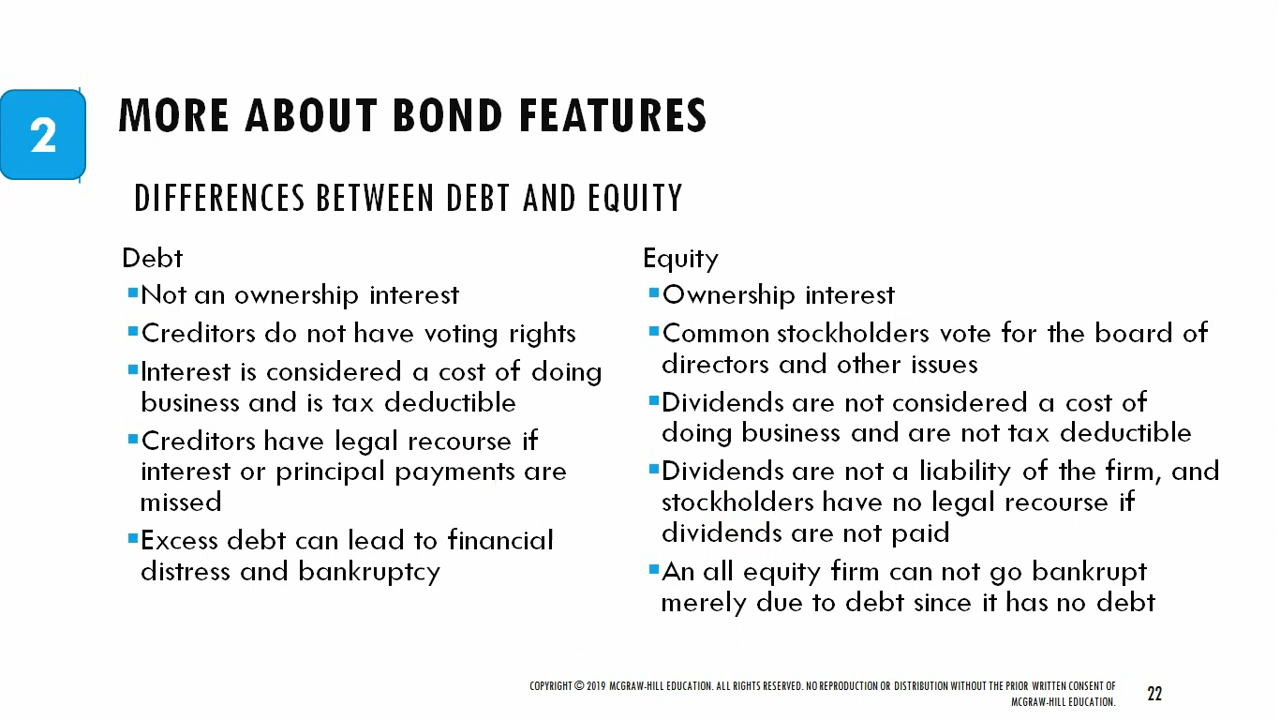 2
MORE ABOUT BOND FEATURES
DIFFERENCES BETWEEN DEBT AND EQUITY
Debt
▪Not an ownership interest
▪Creditors do not have voting rights
▪Interest is considered a cost of doing
business and is tax deductible
▪Creditors have legal recourse if
interest or principal payments are
missed
▪Excess debt can lead to financial
distress and bankruptcy
Equity
▪Ownership interest
▪Common stockholders vote for the board of
directors and other issues
▪Dividends are not considered a cost of
doing business and are not tax deductible
▪Dividends are not a liability of the firm, and
stockholders have no legal recourse if
dividends are not paid
▪An all equity firm can not go bankrupt
merely due to debt since it has no debt
COPYRIGHT © 2019 MCGRAW-HILL EDUCATION. ALL RIGHTS RESERVED. NO REPRODUCTION OR DISTRIBUTION WITHOUT THE PRIOR WRITTEN CONSENT OF
MCGRAW-HILL EDUCATION.
22